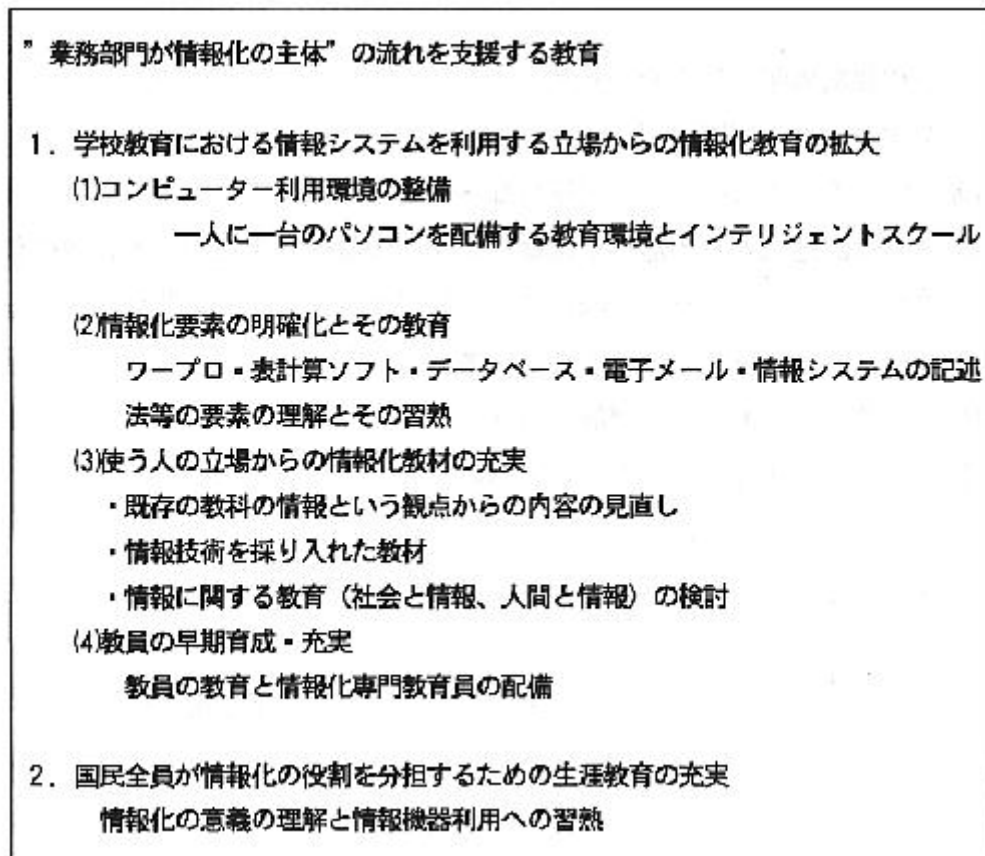 ”業務部門が情報化の主体”の流れを支援する教育
1．学校教育における情報システムを利用する立場からの情報化教育の拡大
(1)コンピューター利用環境の整備
一人に一台のパソコンを配備する教育環境とインテリジェントスクール
(2)情報化要素の明確化とその教育
ワープロ・表計算ソフト・データベース・電子メール・情報システムの記述
法等の要素の理解とその習熟
(3)使う人の立場からの情報化教材の充実
・既存の教科の情報という観点からの内容の見直し
・情報技術を採り入れた教材
・情報に関する教育（社会と情報、人間と情報）の検討
(4)教員の早期育成・充実
教員の教育と情報化専門教育員の配備
2．国民全員が情報化の役割を分担するための生涯教育の充実
情報化の意義の理解と情報機器利用への習熟